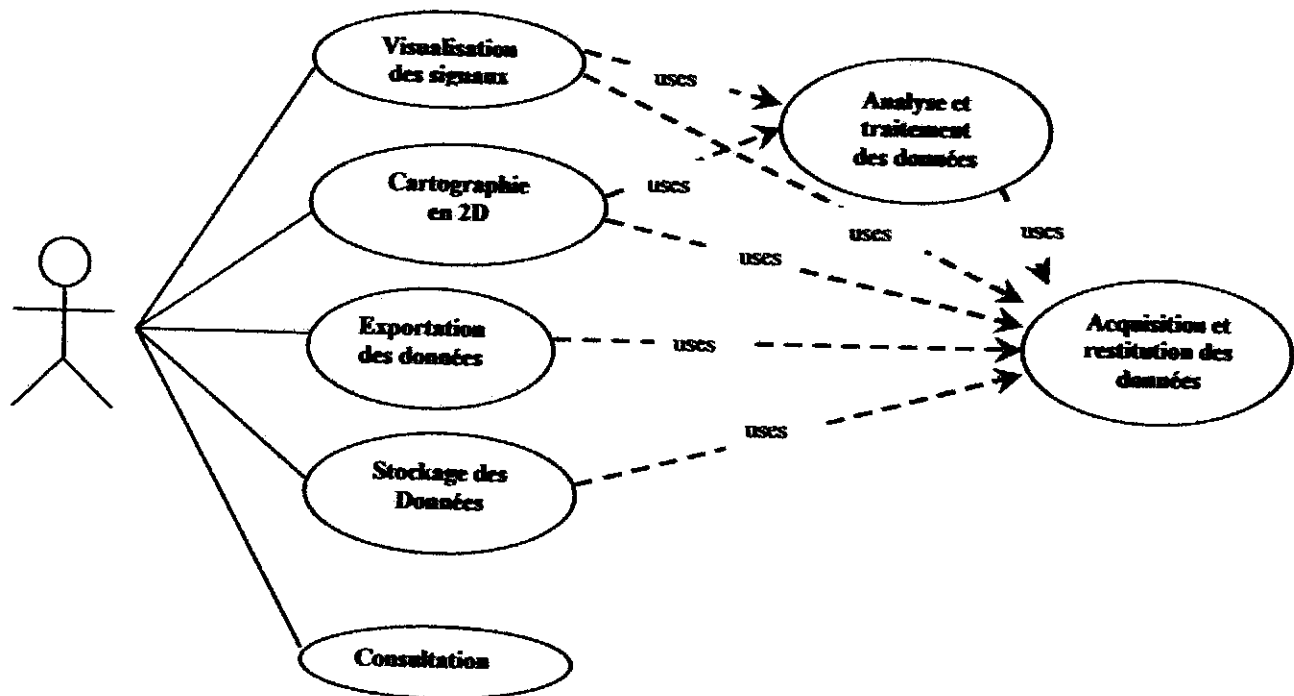 Visualisation
des signaux
uses
Analyse et
traitement
des données
Cartographie
en 2D
uses
uses
uses
uses
Exportation
des données
uses
Acquisition et
restitution des
données
Stockage des
Données
uses
Consultation